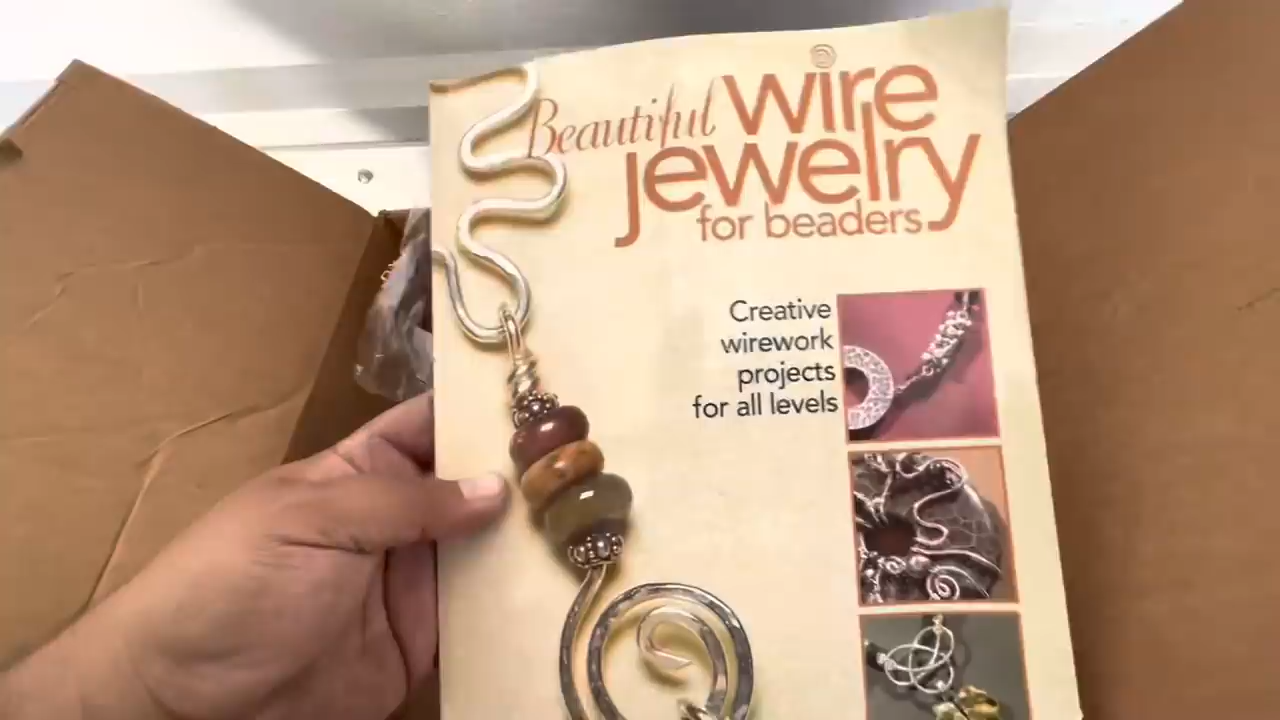 Beautiful wire
jewelry
for beaders
Creative
wirework
projects
for all levels